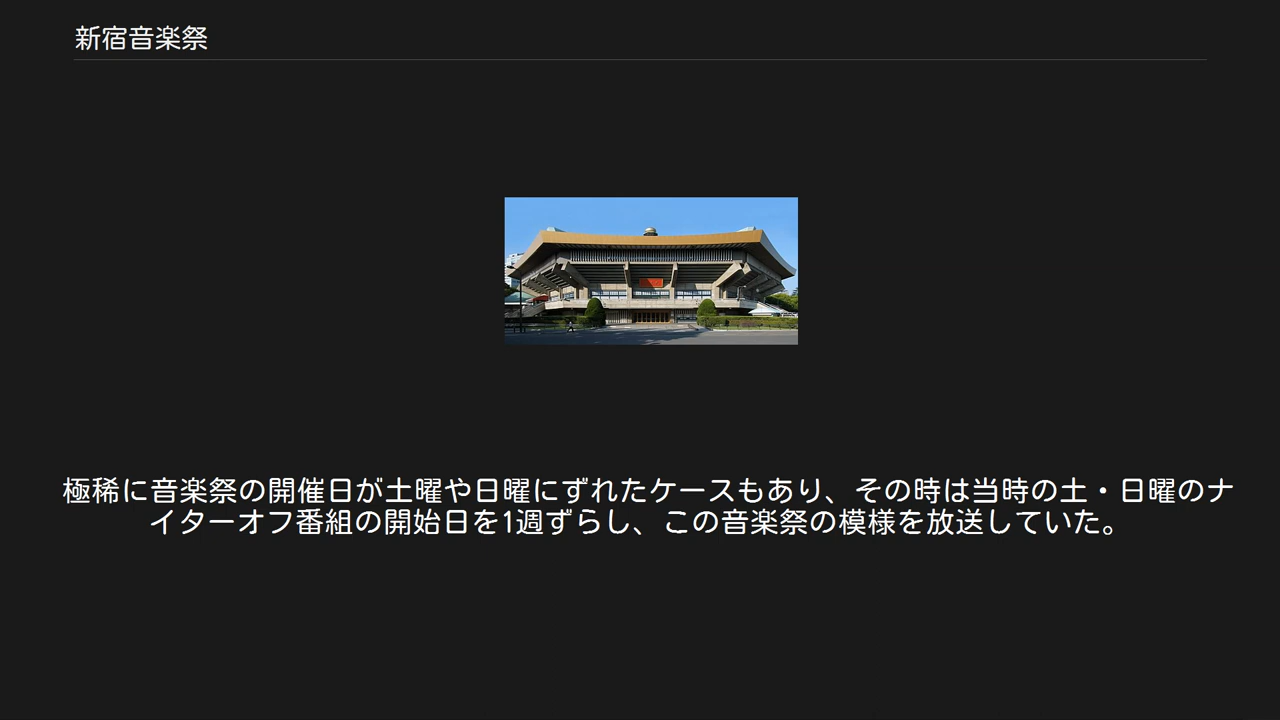 新宿音楽祭
極稀に音楽祭の開催日が土曜や日曜にずれたケースもあり、その時は当時の土・日曜のナ
イターオフ番組の開始日を1週ずらし、この音楽祭の模様を放送していた。